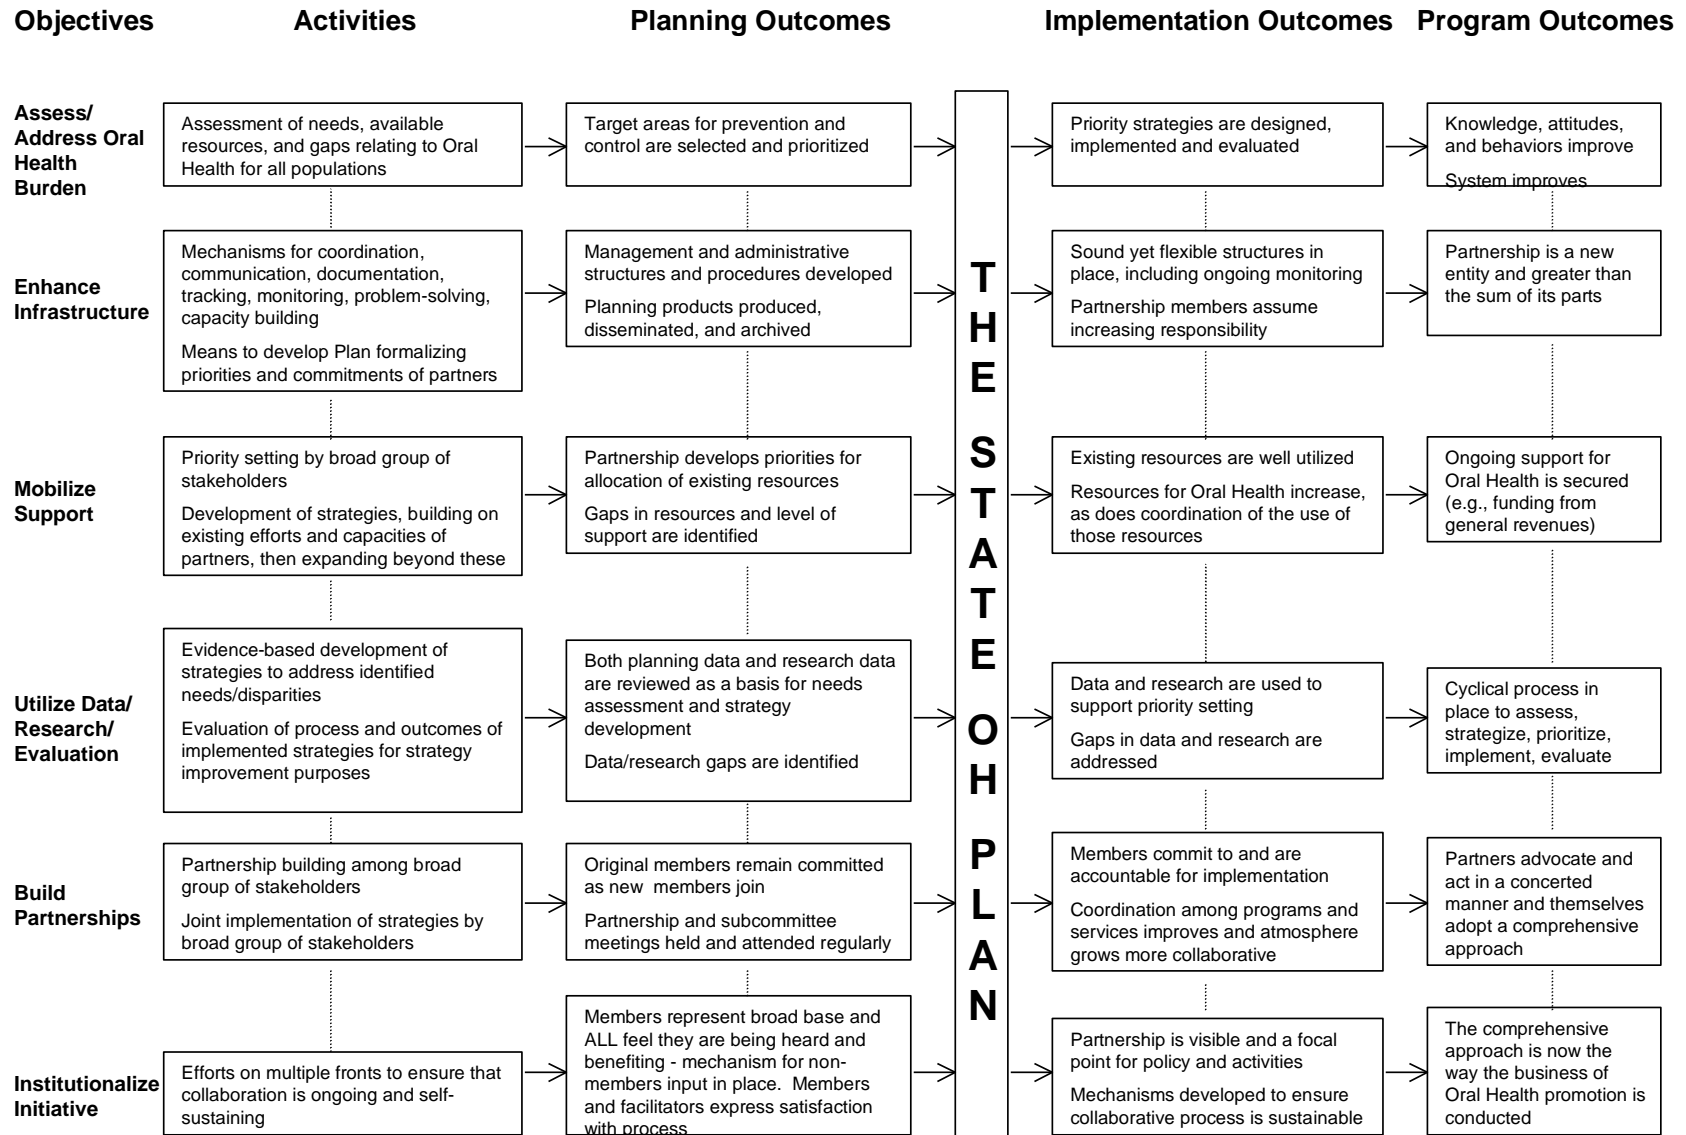 Objectives
Activities
Planning Outcomes
Implementation Outcomes
Program Outcomes
Assess/
Address Oral
Health
Burden
Assessment of needs, available
resources, and gaps relating to Oral
Health for all populations
Target areas for prevention and
control are selected and prioritized
Priority strategies are designed,
implemented and evaluated
Knowledge, attitudes,
and behaviors improve
System improves
Enhance
Infrastructure
Mechanisms for coordination,
communication, documentation,
tracking, monitoring, problem-solving,
capacity building
Means to develop Plan formalizing
priorities and commitments of partners
Management and administrative
structures and procedures developed
Planning products produced,
disseminated, and archived
THE STATE OH PLAN
Sound yet flexible structures in
place, including ongoing monitoring
Partnership members assume
increasing responsibility
Partnership is a new
entity and greater than
the sum of its parts
Mobilize
Support
Priority setting by broad group of
stakeholders
Development of strategies, building on
existing efforts and capacities of
partners, then expanding beyond these
Partnership develops priorities for
allocation of existing resources
Gaps in resources and level of
support are identified
Existing resources are well utilized
Resources for Oral Health increase,
as does coordination of the use of
those resources
Ongoing support for
Oral Health is secured
(e.g., funding from
general revenues)
Utilize Data/
Research/
Evaluation
Evidence-based development of
strategies to address identified
needs/disparities
Evaluation of process and outcomes of
implemented strategies for strategy
improvement purposes
Both planning data and research data
are reviewed as a basis for needs
assessment and strategy
development
Data/research gaps are identified
Data and research are used to
support priority setting
Gaps in data and research are
addressed
Cyclical process in
place to assess,
strategize, prioritize,
implement, evaluate
Build
Partnerships
Partnership building among broad
group of stakeholders
Joint implementation of strategies by
broad group of stakeholders
Original members remain committed
as new  members join
Partnership and subcommittee
meetings held and attended regularly
Members commit to and are
accountable for implementation
Coordination among programs and
services improves and atmosphere
grows more collaborative
Partners advocate and
act in a concerted
manner and themselves
adopt a comprehensive
approach
Institutionalize
Initiative
Efforts on multiple fronts to ensure that
collaboration is ongoing and self-
sustaining
Members represent broad base and
ALL feel they are being heard and
benefiting - mechanism for non-
members input in place.  Members
and facilitators express satisfaction
with process
Partnership is visible and a focal
point for policy and activities
Mechanisms developed to ensure
collaborative process is sustainable
The comprehensive
approach is now the
way the business of
Oral Health promotion is
conducted